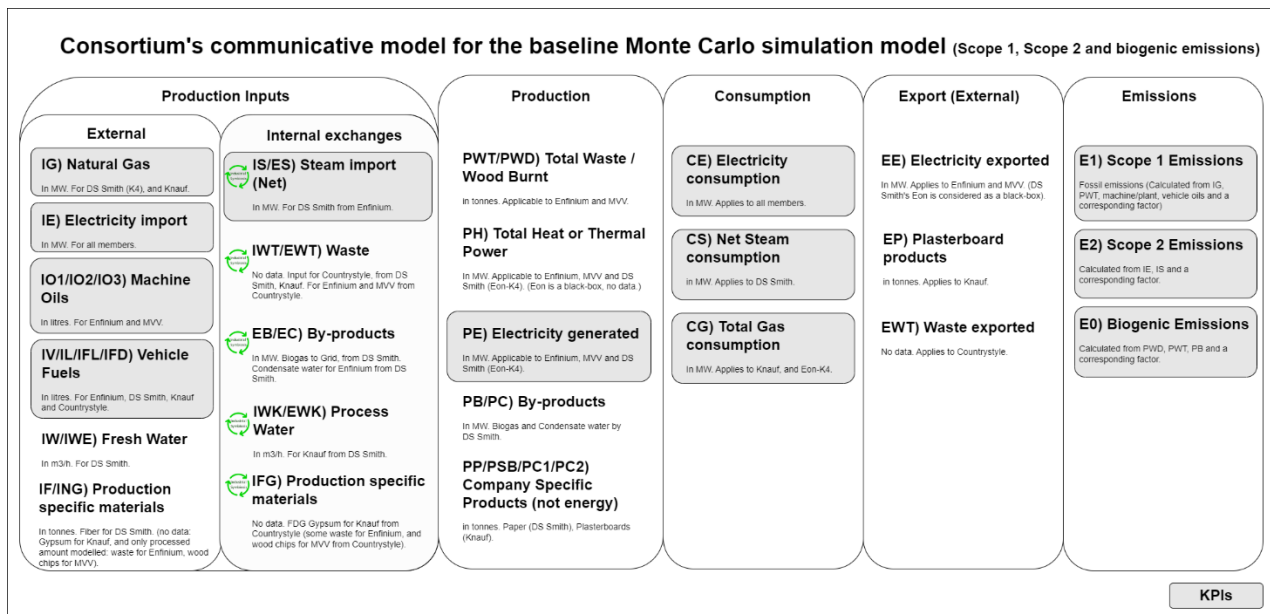 Consortium's communicative model for the baseline Monte Carlo simulation model (Scope 1, Scope 2 and biogenic emissions)
Production Inputs
External
IG) Natural Gas
In MW. For DS Smith (K4), and Knauf.
IE) Electricity import
In MW. For all members.
IO1/IO2/IO3) Machine
Oils
In litres. For Enfinium and MVV.
IV/IL/IFL/IFD) Vehicle
Fuels
In litres. For Enfinium, DS Smith, Knauf
and Countrystyle.
IW/IWE) Fresh Water
In m3/h. For DS Smith.
IF/ING) Production
specific materials
In tonnes. Fiber for DS Smith. (no data:
Gypsum for Knauf, and only processed
amount modelled: waste for Enfinium, wood
chips for MVV).
Internal exchanges
IS/ES) Steam import
(Net)
In MW. For DS Smith from Enfinium.
IWT/EWT) Waste
No data. Input for Countrystyle, from DS
Smith, Knauf. For Enfinium and MVV from
Countrystyle.
EB/EC) By-products
In MW. Biogas to Grid, from DS Smith.
Condensate water for Enfinium from DS
Smith.
IWK/EWK) Process
Water
In m3/h. For Knauf from DS Smith.
IFG) Production specific
materials
No data. FDG Gypsum for Knauf from
Countrystyle (some waste for Enfinium, and
wood chips for MVV from Countrystyle).
Production
PWT/PWD) Total Waste /
Wood Burnt
in tonnes. Applicable to Enfinium and MVV.
PH) Total Heat or Thermal
Power
In MW. Applicable to Enfinium, MVV and DS
Smith (Eon-K4). (Eon is a black-box, no data.)
PE) Electricity generated
In MW. Applicable to Enfinium, MVV and DS
Smith (Eon-K4).
PB/PC) By-products
In MW. Biogas and Condensate water by
DS Smith.
PP/PSB/PC1/PC2)
Company Specific
Products (not energy)
in tonnes. Paper (DS Smith), Plasterboards
(Knauf).
Consumption
CE) Electricity
consumption
in MW. Applies to all members.
CS) Net Steam
consumption
in MW. Applies to DS Smith.
CG) Total Gas
consumption
in MW. Applies to Knauf, and Eon-K4.
Export (External)
EE) Electricity exported
In MW. Applies to Enfinium and MVV. (DS
Smith's Eon is considered as a black-box).
EP) Plasterboard
products
in tonnes. Applies to Knauf.
EWT) Waste exported
No data. Applies to Countrystyle.
Emissions
E1) Scope 1 Emissions
Fossil emissions (Calculated from IG,
PWT, machine/plant, vehicle oils and a
corresponding factor)
E2) Scope 2 Emissions
Calculated from IE, IS and a
corresponding factor.
E0) Biogenic Emissions
Calculated from PWD, PWT, PB and a
corresponding factor.
KPIs